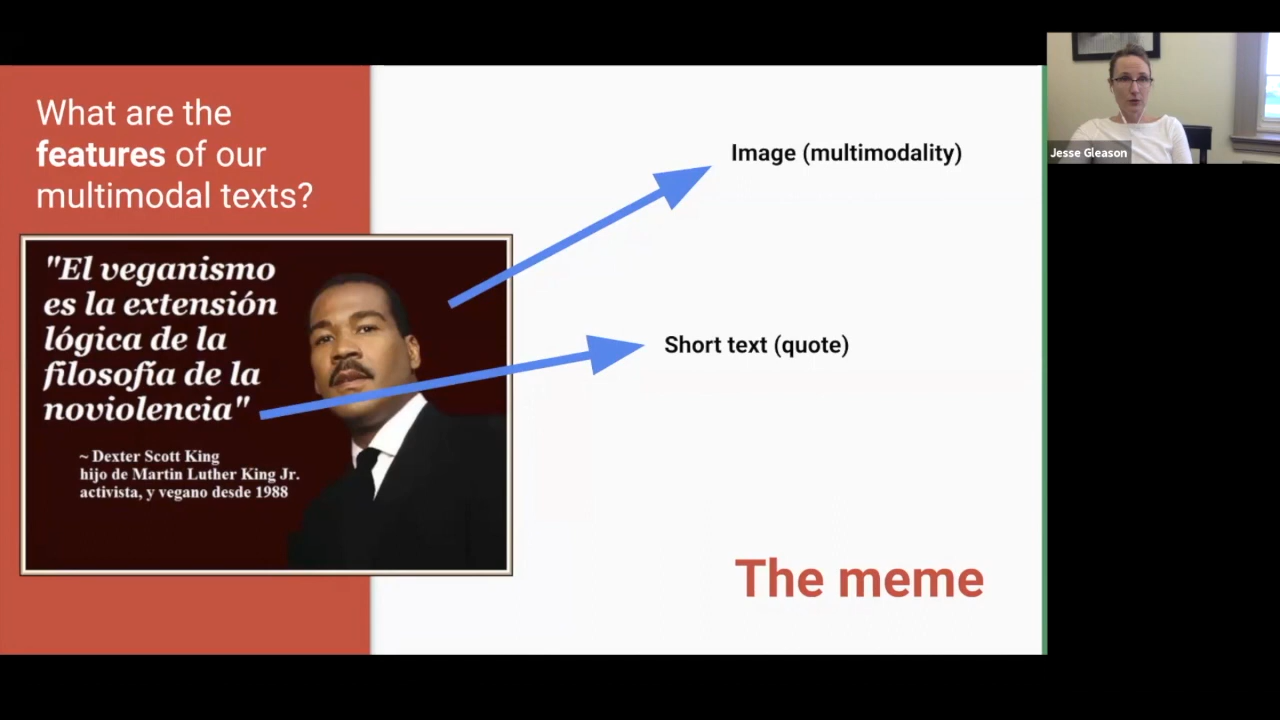 What are the
features of our
multimodal texts?
"El veganismo
es la extensión
lógica de la
filosofía de la
noviolencia"
~ Dexter Scott King
hijo de Martin Luther King Jr.
activista, y vegano desde 1988
Image (multimodality)
Short text (quote)
The meme
Jesse Gleason